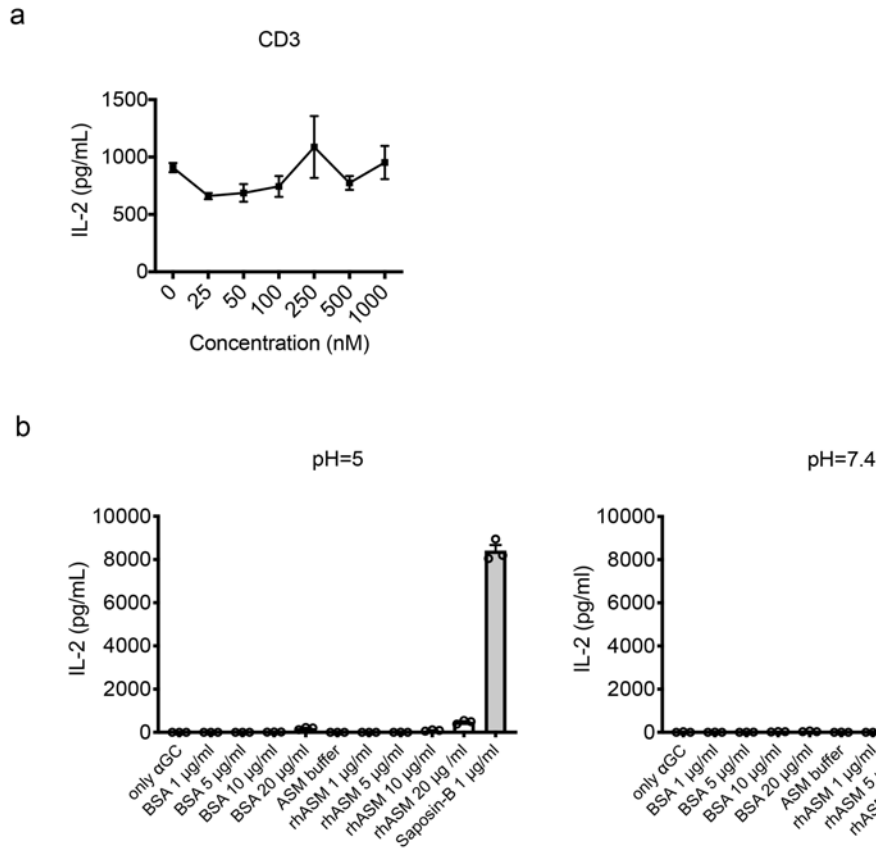 a
CD3
1500
1000
500
0
IL-2 (pg/mL)
0
25
50
100
250
500
1000
Concentration (nM)
b
pH=5
10000
8000
6000
4000
2000
0
IL-2 (pg/mL)
only αGC
BSA 1 µg/ml
BSA 5 µg/ml
BSA 10 µg/ml
BSA 20 µg/ml
ASM buffer
rhASM 1 µg/ml
rhASM 5 µg/ml
rhASM 10 µg/ml
rhASM 20 µg /ml
Saposin-B 1 µg/ml
pH=7.4
10000
8000
6000
4000
2000
0
IL-2 (pg/ml)
only αGC
BSA 1 µg/ml
BSA 5 µg/ml
BSA 10 µg/ml
BSA 20 µg/ml
ASM buffer
rhASM 1 µg/ml
rhASM 5